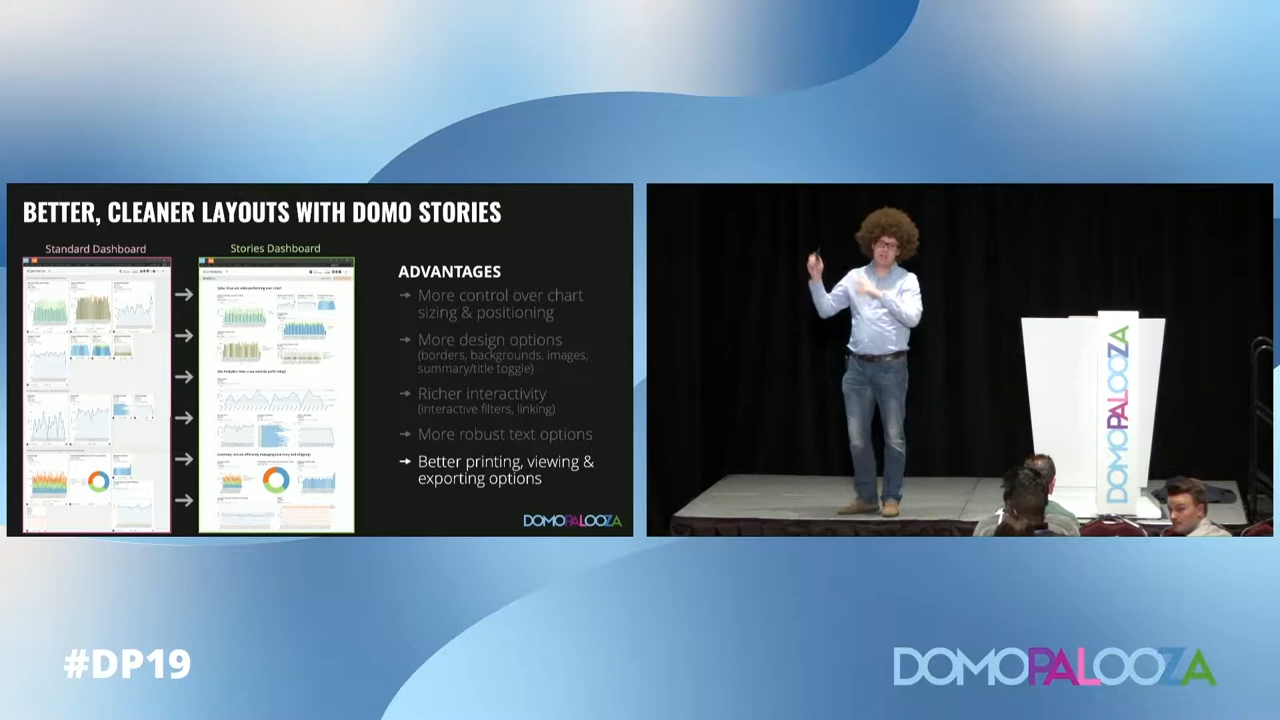 BETTER, CLEANER LAYOUTS WITH DOMO STORIES
Standard Dashboard
Stories Dashboard
ADVANTAGES
More control over chart
sizing & positioning
More design options
(borders, backgrounds, images,
summary/title toggle)
Richer interactivity
(interactive filters, linking)
More robust text options
Better printing, viewing &
exporting options
DOMOPALOOZA
DOMOPALOOZA
#DP19
DOMOPALOOZA